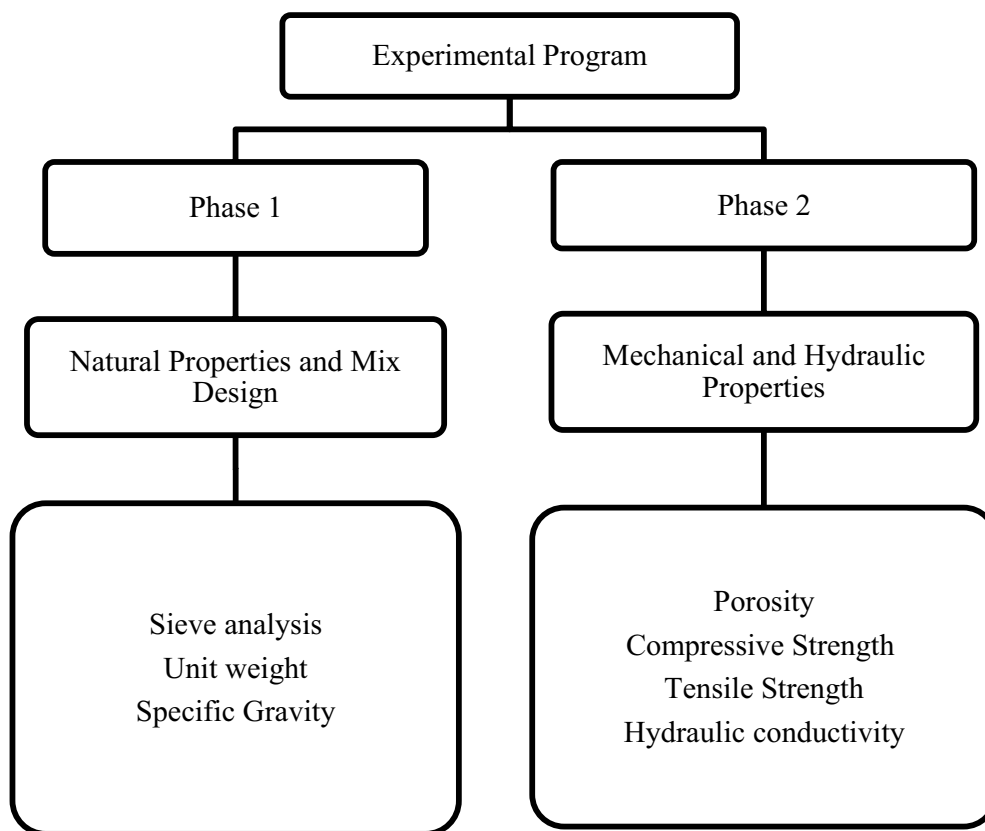 Experimental Program
Phase 1
Phase 2
Natural Properties and Mix
Design
Mechanical and Hydraulic
Properties
Sieve analysis
Unit weight
Specific Gravity
Porosity
Compressive Strength
Tensile Strength
Hydraulic conductivity